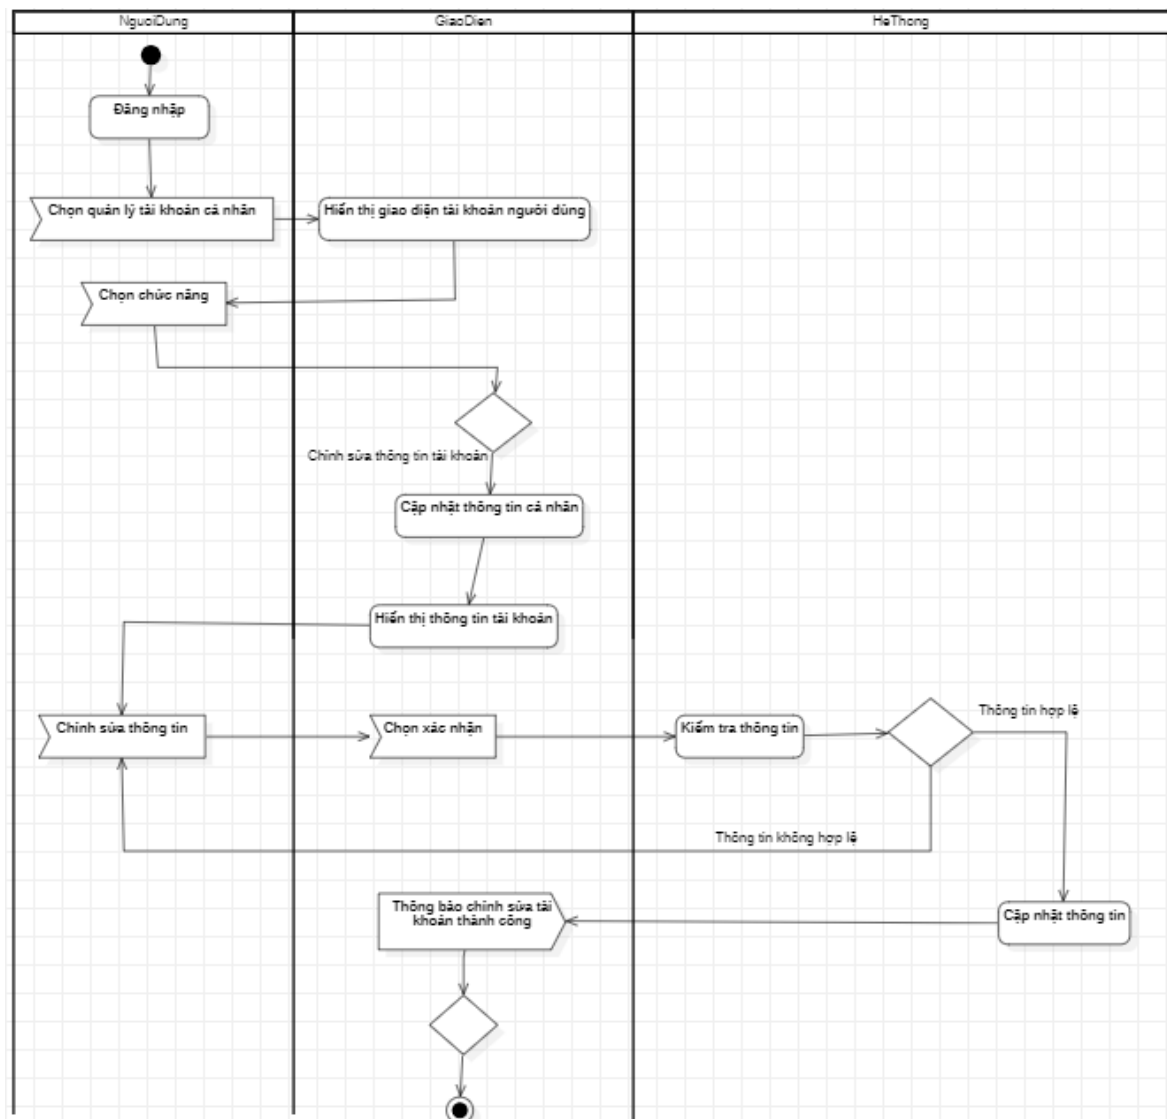 NguoiDung
GiaoDien
HeThong
Đăng nhập
Chọn quản lý tài khoản cá nhân
Hiển thị giao diện tài khoản người dùng
Chọn chức năng
Chỉnh sửa thông tin tài khoản
Cập nhật thông tin cá nhân
Hiển thị thông tin tài khoản
Chỉnh sửa thông tin
Chọn xác nhận
Kiểm tra thông tin
Thông tin hợp lệ
Thông tin không hợp lệ
Thông báo chỉnh sửa tài
khoản thành công
Cập nhật thông tin